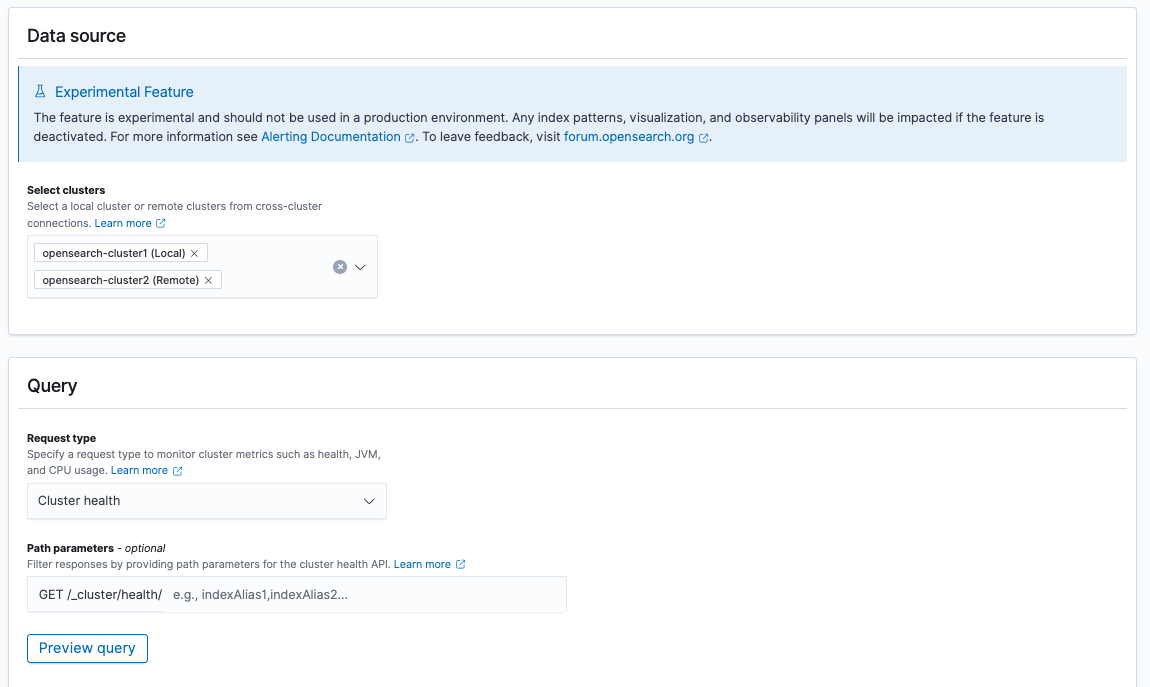 Data source
Experimental Feature
The feature is experimental and should not be used in a production environment. Any index patterns, visualization, and observability panels will be impacted if the feature is
deactivated. For more information see Alerting Documentation. To leave feedback, visit forum.opensearch.org.
Select clusters
Select a local cluster or remote clusters from cross-cluster
connections. Learn more
opensearch-cluster1 (Local)
opensearch-cluster2 (Remote)
Query
Request type
Specify a request type to monitor cluster metrics such as health, JVM,
and CPU usage. Learn more
Cluster health
Path parameters - optional
Filter responses by providing path parameters for the cluster health API. Learn more
GET /_cluster/health/ e.g., indexAlias1,indexAlias2...
Preview query